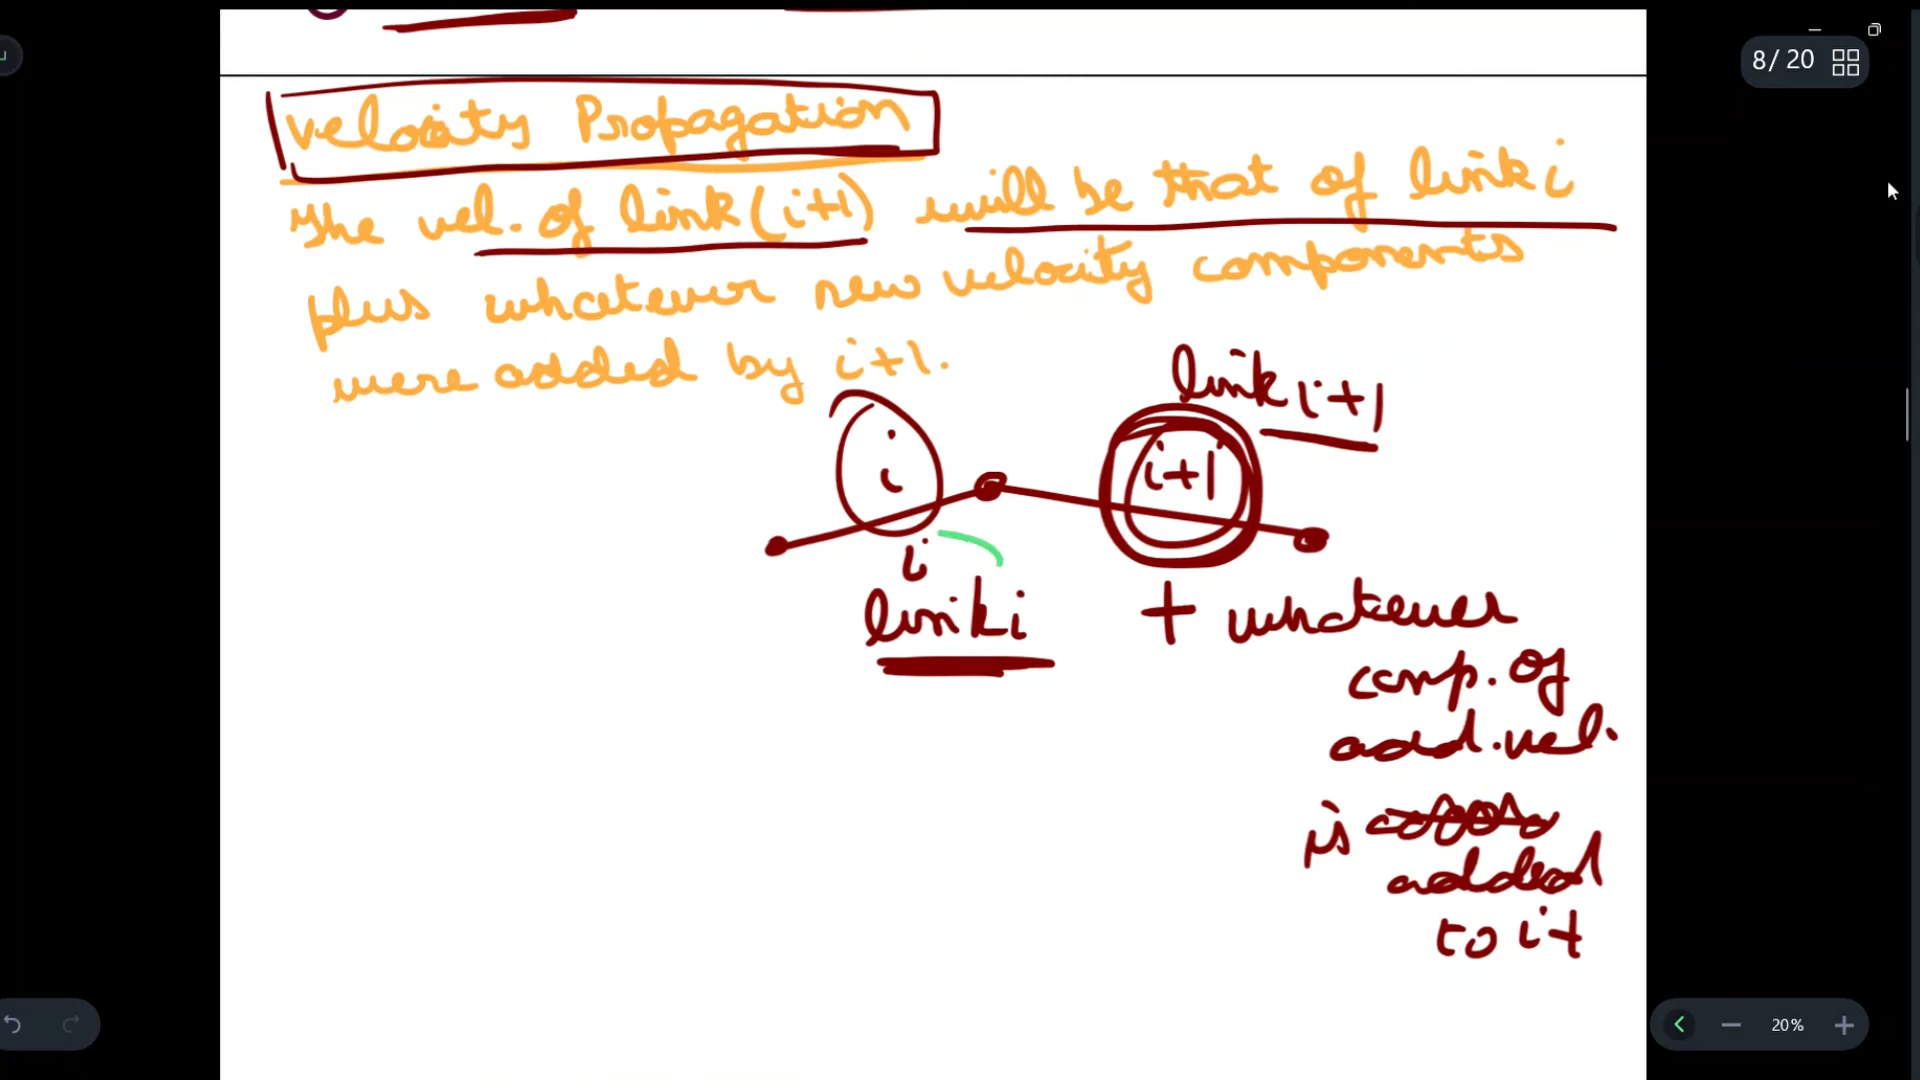 8/ 20
Velocity Propagation
The vel. of link (i+1) will be that of link i
plus whatever new velocity components
were added by i+1.
link i+1
i
i+1
i
link i
+ whatever
comp. of
add. vel.
is
added
to it
20%